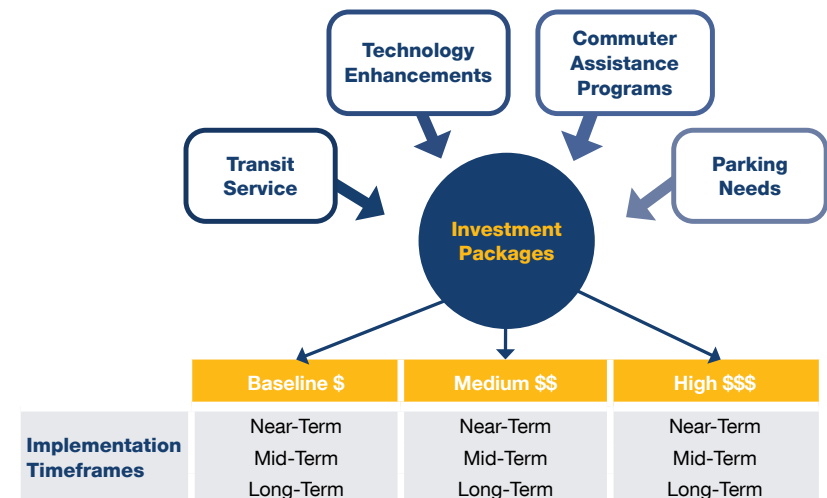 Technology
Enhancements
Commuter
Assistance
Programs
Transit
Service
Parking
Needs
Investment
Packages
Baseline $
Medium $$
High $$$
Implementation
Timeframes
Near-Term
Mid-Term
Long-Term
Near-Term
Mid-Term
Long-Term
Near-Term
Mid-Term
Long-Term